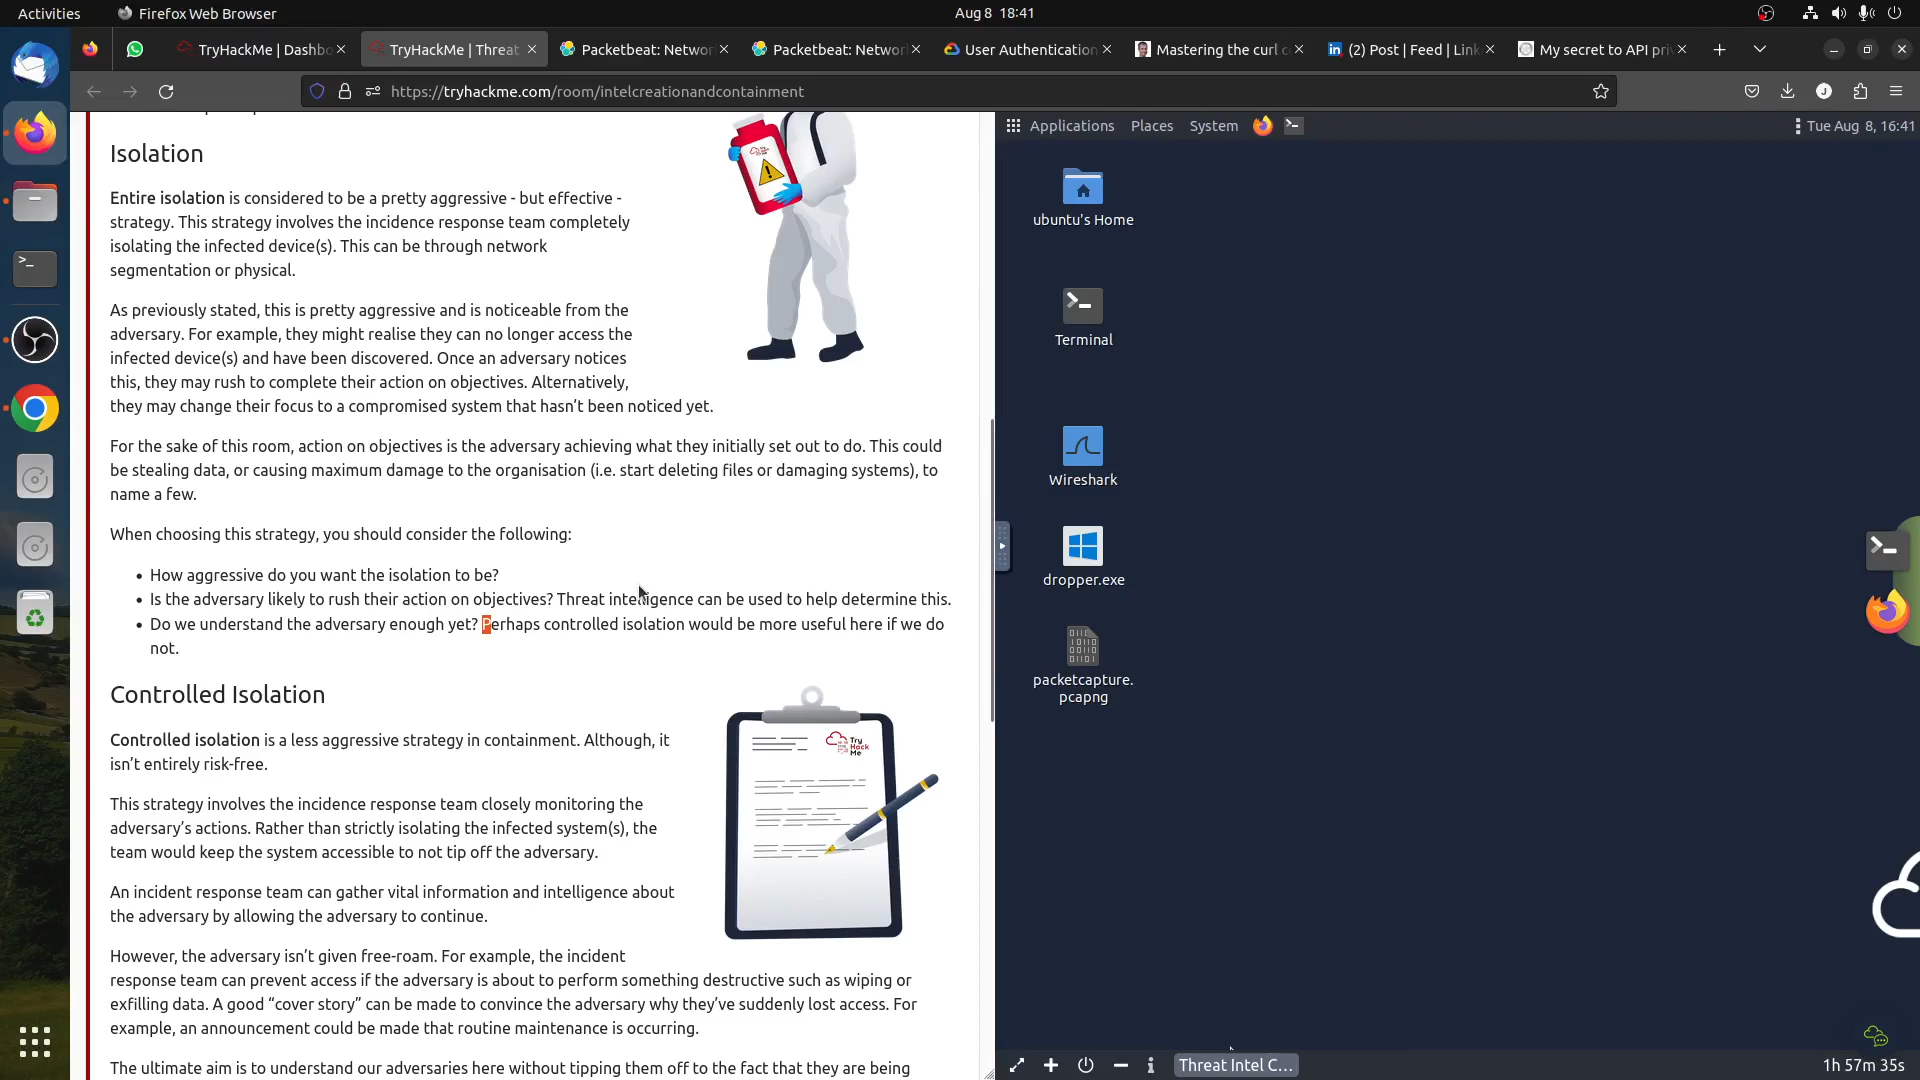 Activities
Firefox Web Browser
Aug 8 18:41
TryHackMe | Dashbo
TryHackMe | Threat
Packetbeat: Networ
Packetbeat: Networ
User Authentication
Mastering the curl c
(2) Post | Feed | Link
My secret to API pri
https://tryhackme.com/room/intelcreationandcontainment
Isolation
Entire isolation is considered to be a pretty aggressive - but effective -
strategy. This strategy involves the incidence response team completely
isolating the infected device(s). This can be through network
segmentation or physical.
As previously stated, this is pretty aggressive and is noticeable from the
adversary. For example, they might realise they can no longer access the
infected device(s) and have been discovered. Once an adversary notices
this, they may rush to complete their action on objectives. Alternatively,
they may change their focus to a compromised system that hasn't been noticed yet.
For the sake of this room, action on objectives is the adversary achieving what they initially set out to do. This could
be stealing data, or causing maximum damage to the organisation (i.e. start deleting files or damaging systems), to
name a few.
When choosing this strategy, you should consider the following:
• How aggressive do you want the isolation to be?
• Is the adversary likely to rush their action on objectives? Threat intelligence can be used to help determine this.
• Do we understand the adversary enough yet? Perhaps controlled isolation would be more useful here if we do
not.
Controlled Isolation
Controlled isolation is a less aggressive strategy in containment. Although, it
isn't entirely risk-free.
This strategy involves the incidence response team closely monitoring the
adversary's actions. Rather than strictly isolating the infected system(s), the
team would keep the system accessible to not tip off the adversary.
An incident response team can gather vital information and intelligence about
the adversary by allowing the adversary to continue.
However, the adversary isn't given free-roam. For example, the incident
response team can prevent access if the adversary is about to perform something destructive such as wiping or
exfilling data. A good “cover story” can be made to convince the adversary why they've suddenly lost access. For
example, an announcement could be made that routine maintenance is occurring.
The ultimate aim is to understand our adversaries here without tipping them off to the fact that they are being
Try
Hack
Me
Applications
Places
System
Tue Aug 8, 16:41
ubuntu's Home
Terminal
Wireshark
dropper.exe
packetcapture.
pcapng
Threat Intel C...
1h 57m 35s